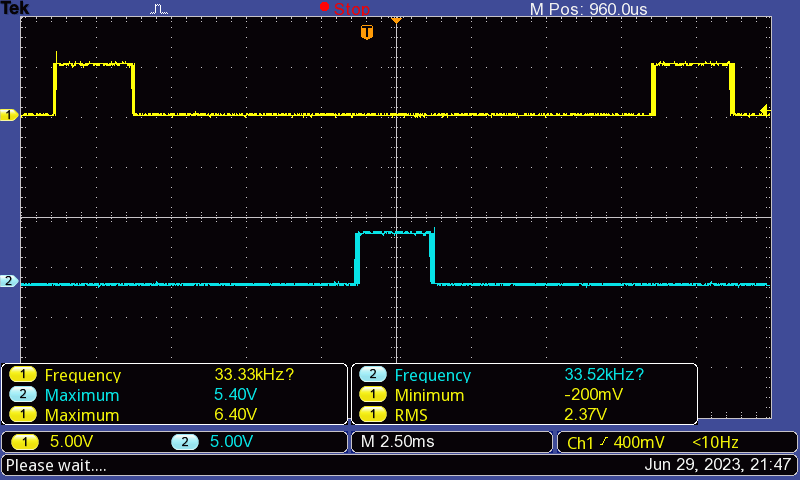 Tek Stop M Pos: 960.0us
T
1
2
1 Frequency 33.33kHz? 2 Frequency 33.52kHz?
2 Maximum 5.40V 1 Minimum -200mV
1 Maximum 6.40V 1 RMS 2.37V
1 5.00V 2 5.00V M 2.50ms Ch1 400mV <10Hz
Please wait.... Jun 29, 2023, 21:47